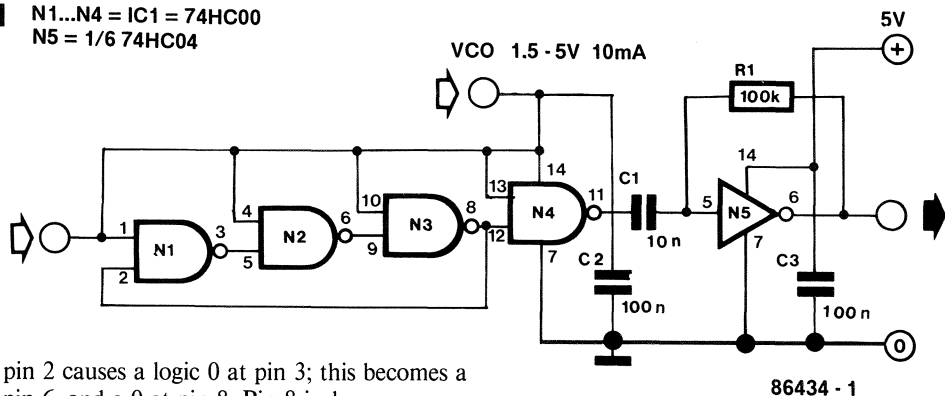 N1...N4 = IC1 = 74HC00
N5 = 1/6 74HC04
VCO 1.5 - 5V 10mA
5V
+
R1
100k
1
2
N1
3
4
5
N2
6
10
9
N3
8
13
12
14
N4
11
7
C1
10 n
C 2
100 n
5
14
N5
6
7
C3
100 n
0
pin 2 causes a logic 0 at pin 3; this becomes a
pin 6, and a 0 at pin 8. Pin 8 is
86434 - 1